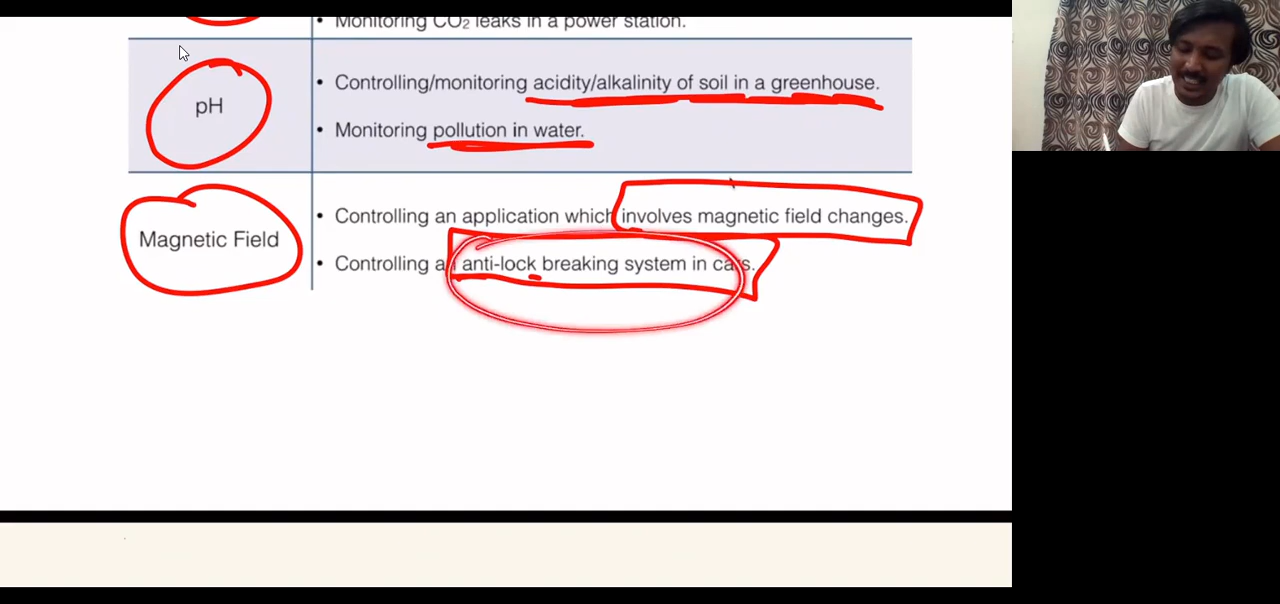 • Monitoring CO₂ leaks in a power station.
pH
• Controlling/monitoring acidity/alkalinity of soil in a greenhouse.
• Monitoring pollution in water.
Magnetic Field
• Controlling an application which involves magnetic field changes.
• Controlling an anti-lock breaking system in cars.